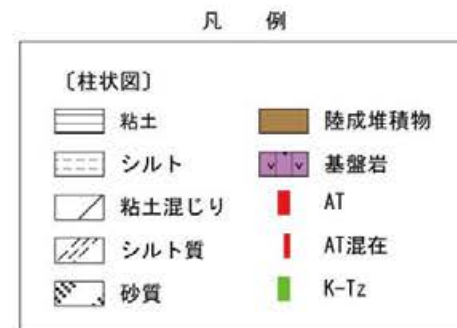 凡 例
〔柱状図〕
粘土
シルト
粘土混じり
シルト質
砂質
陸成堆積物
基盤岩
AT
AT混在
K-Tz